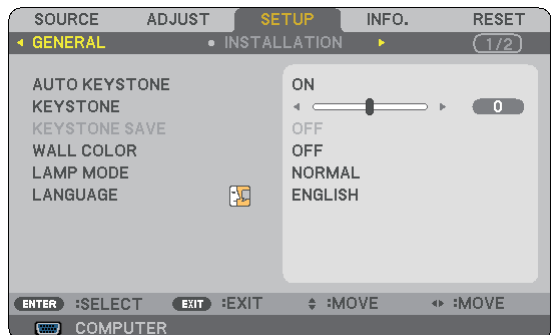 SOURCE ADJUST SETUP INFO. RESET
GENERAL • INSTALLATION 1/2
AUTO KEYSTONE ON
KEYSTONE 0
KEYSTONE SAVE OFF
WALL COLOR OFF
LAMP MODE NORMAL
LANGUAGE ENGLISH
ENTER :SELECT EXIT :EXIT :MOVE :MOVE
COMPUTER